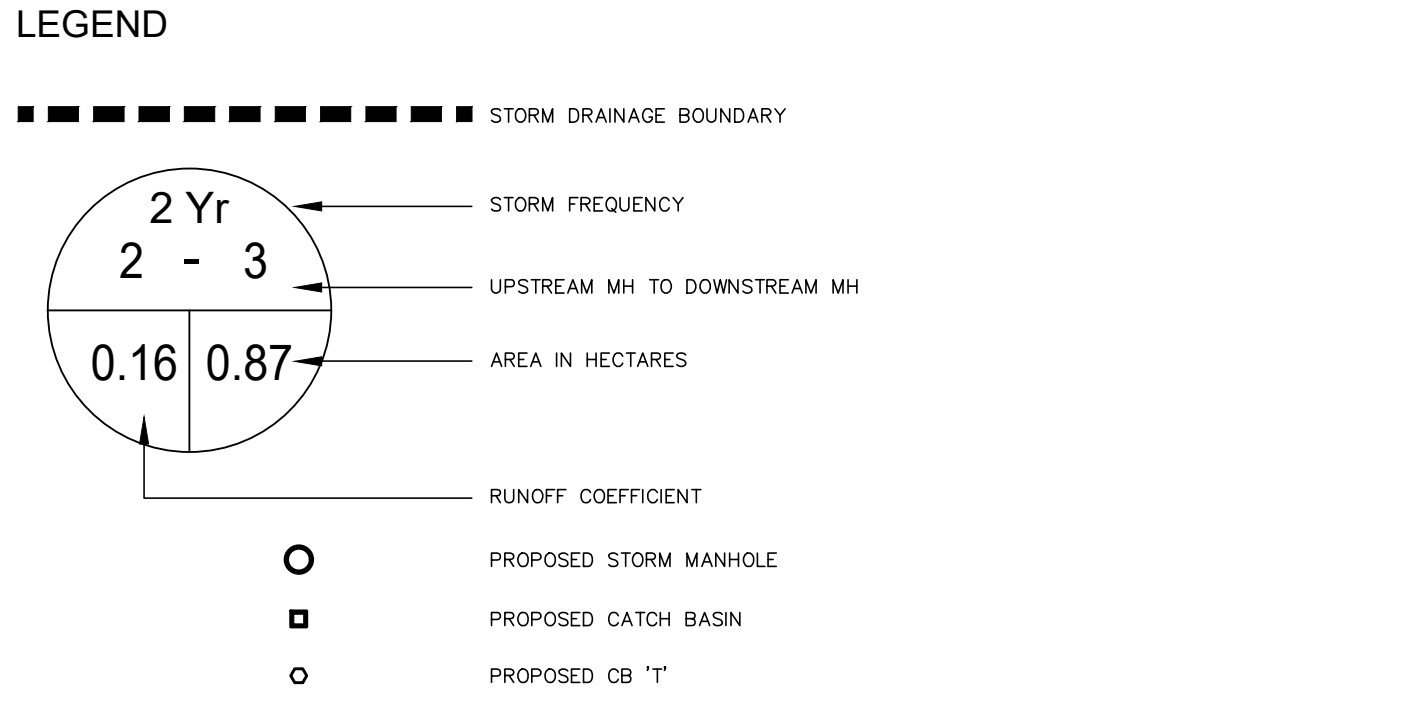 LEGEND
STORM DRAINAGE BOUNDARY
2 Yr
STORM FREQUENCY
2 - 3
UPSTREAM MH TO DOWNSTREAM MH
0.16 0.87
AREA IN HECTARES
RUNOFF COEFFICIENT
PROPOSED STORM MANHOLE
PROPOSED CATCH BASIN
PROPOSED CB 'T'